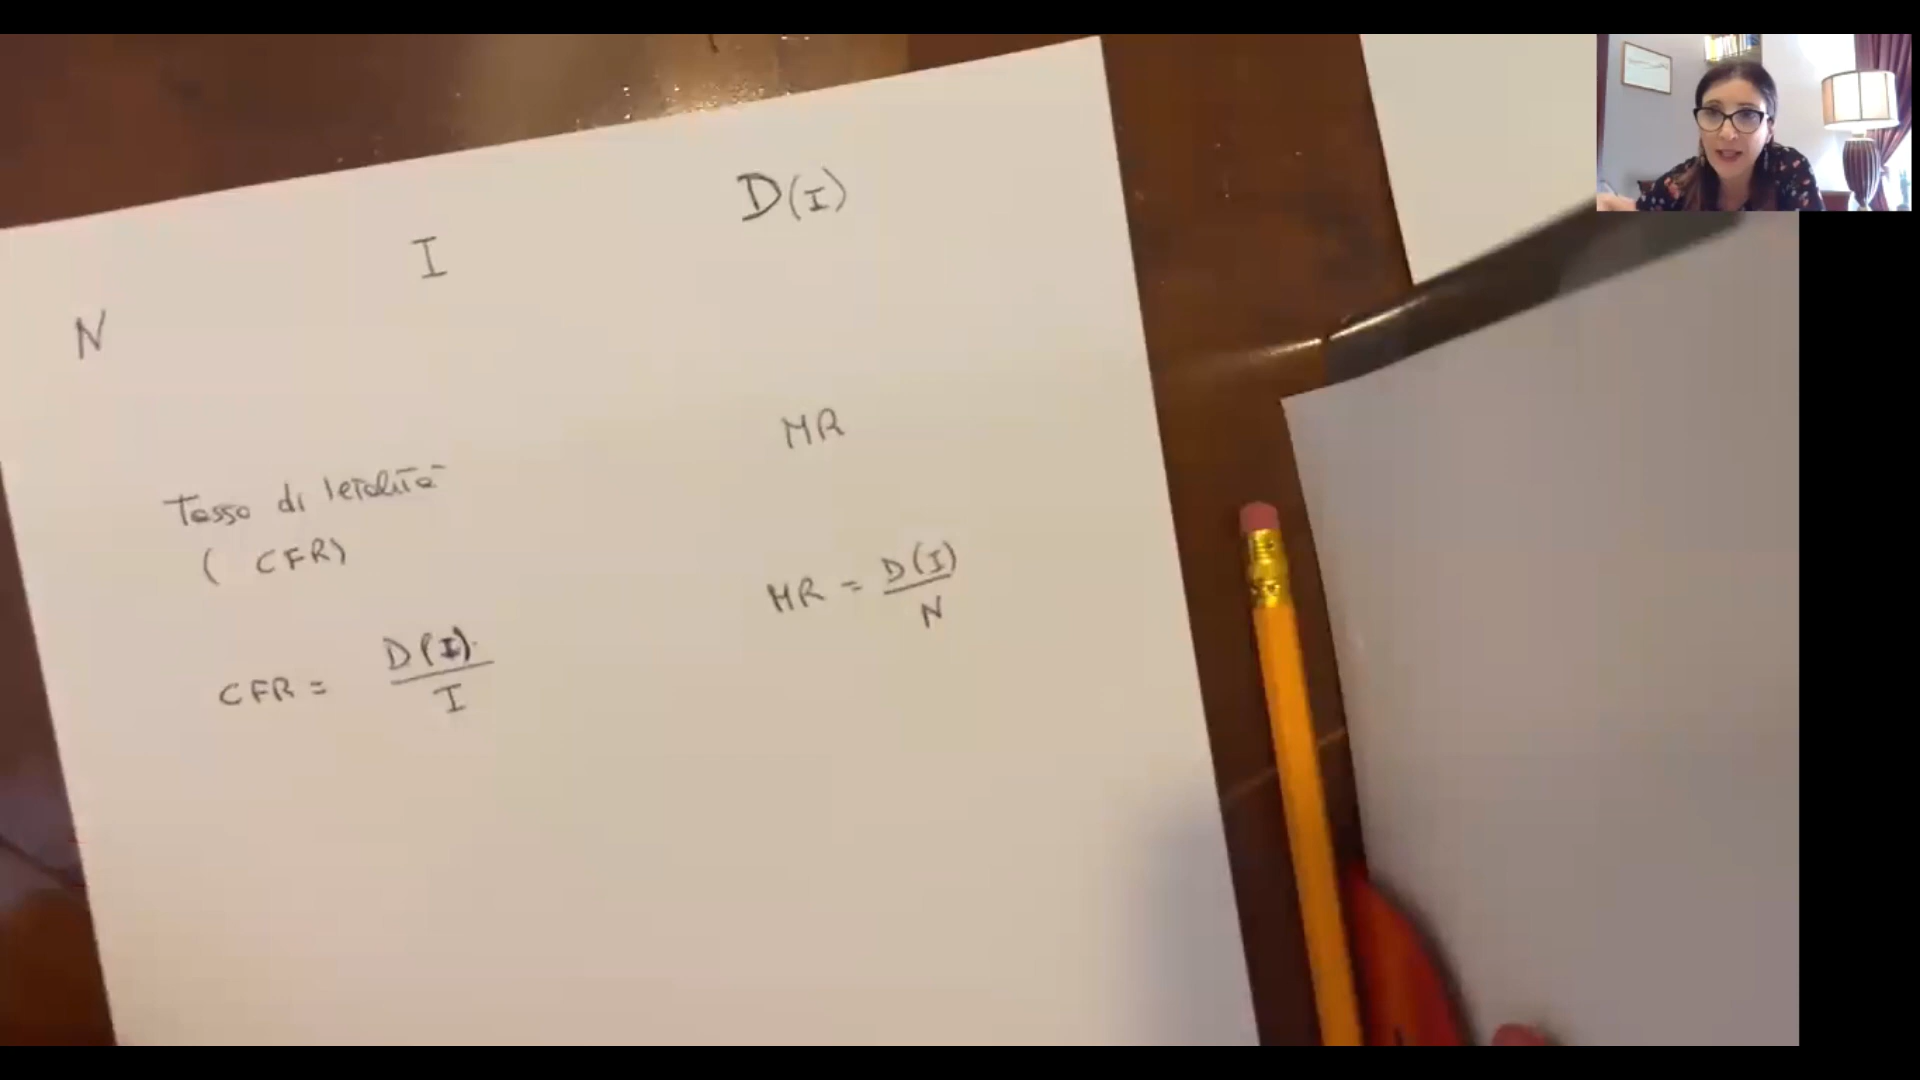 D(I)
I
N
MR
Tasso di letalità
(CFR)
MR = D(I)/N
CFR = D(I)/I